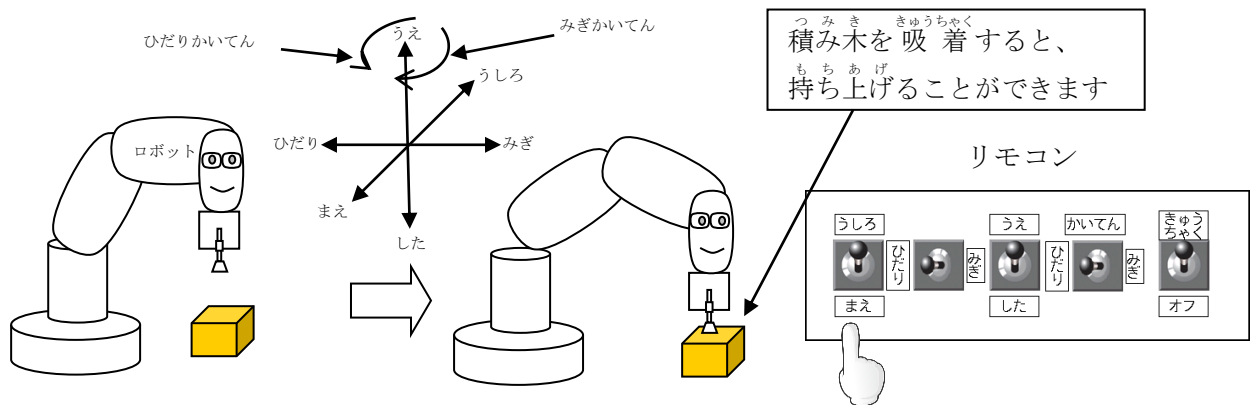 ひだりかいてん
うえ
みぎかいてん
うしろ
ひだり
みぎ
まえ
した
ロボット
つみき きゅうちゃく
積み木を吸着すると、
もちあげ
持ち上げることができます
リモコン
うしろ
まえ
ひだり
みぎ
うえ
した
かいてん
ひだり
みぎ
きゅう
ちゃく
オフ